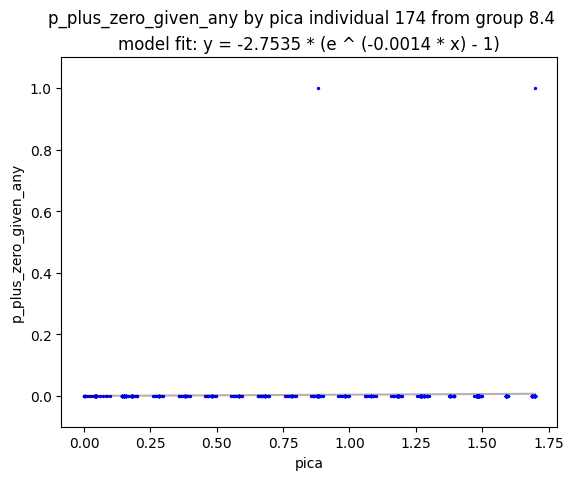 p_plus_zero_given_any by pica individual 174 from group 8.4
model fit: y = -2.7535 * (e ^ (-0.0014 * x) - 1)
p_plus_zero_given_any
1.0
0.8
0.6
0.4
0.2
0.0
0.00 0.25 0.50 0.75 1.00 1.25 1.50 1.75
pica